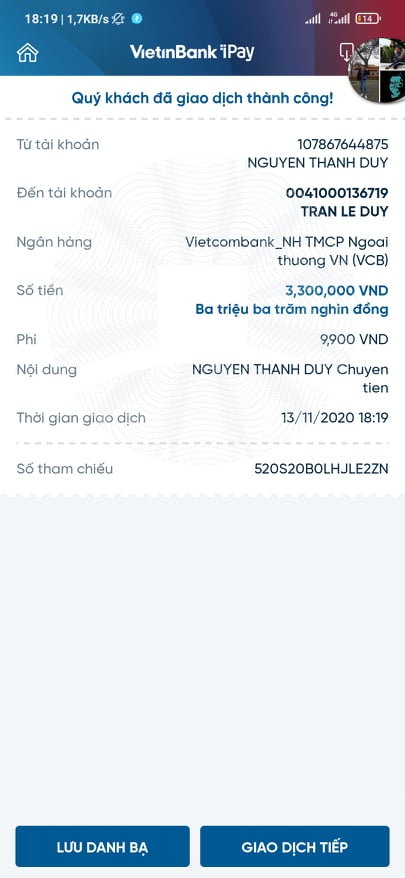 18:19 | 1,7KB/s
4G
14
VietinBank iPay
Quý khách đã giao dịch thành công!
Từ tài khoản 107867644875
NGUYEN THANH DUY
Đến tài khoản 0041000136719
TRAN LE DUY
Ngân hàng Vietcombank_NH TMCP Ngoai
thuong VN (VCB)
Số tiền 3,300,000 VND
Ba triệu ba trăm nghìn đồng
Phí 9,900 VND
Nội dung NGUYEN THANH DUY Chuyen
tien
Thời gian giao dịch 13/11/2020 18:19
Số tham chiếu 520S20B0LHJLE2ZN
LƯU DANH BẠ GIAO DỊCH TIẾP